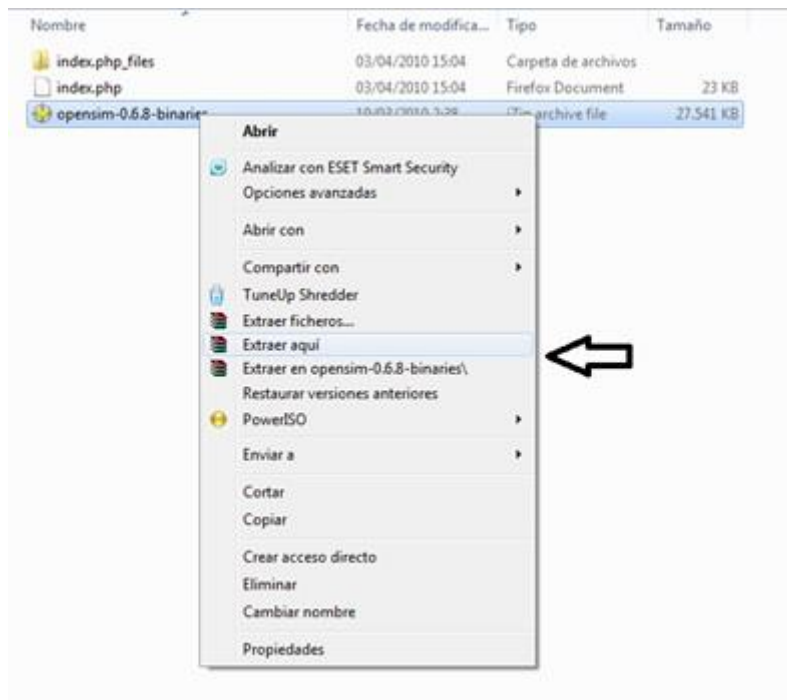 Nombre Fecha de modifica... Tipo Tamaño
index.php_files 03/04/2010 15:04 Carpeta de archivos
index.php 03/04/2010 15:04 Firefox Document 23 KB
opensim-0.6.8-binaries archive file 27.541 KB
Abrir
Analizar con ESET Smart Security
Opciones avanzadas
Abrir con
Compartir con
TuneUp Shredder
Extraer ficheros...
Extraer aquí
Extraer en opensim-0.6.8-binaries\
Restaurar versiones anteriores
PowerISO
Enviar a
Cortar
Copiar
Crear acceso directo
Eliminar
Cambiar nombre
Propiedades